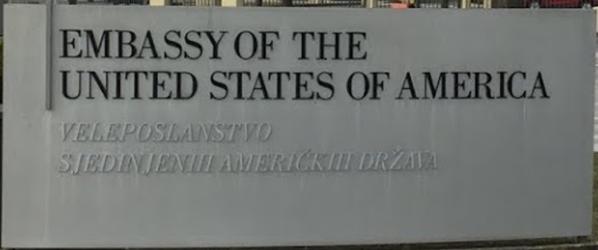 EMBASSY OF THE
UNITED STATES OF AMERICA
VELEPOSLANSTVO
SJEDINJENIH AMERIČKIH DRŽAVA